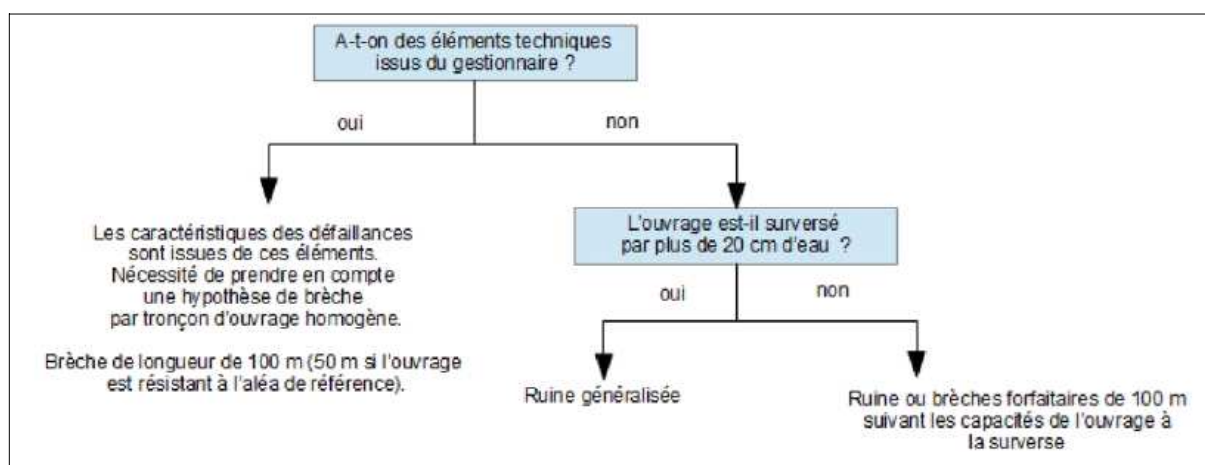 A-t-on des éléments techniques
issus du gestionnaire ?
oui
non
Les caractéristiques des défaillances
sont issues de ces éléments.
Nécessité de prendre en compte
une hypothèse de brèche
par tronçon d'ouvrage homogène.
Brèche de longueur de 100 m (50 m si l'ouvrage
est résistant à l'aléa de référence).
L'ouvrage est-il surversé
par plus de 20 cm d'eau ?
oui
non
Ruine généralisée
Ruine ou brèches forfaitaires de 100 m
suivant les capacités de l'ouvrage à
la surverse